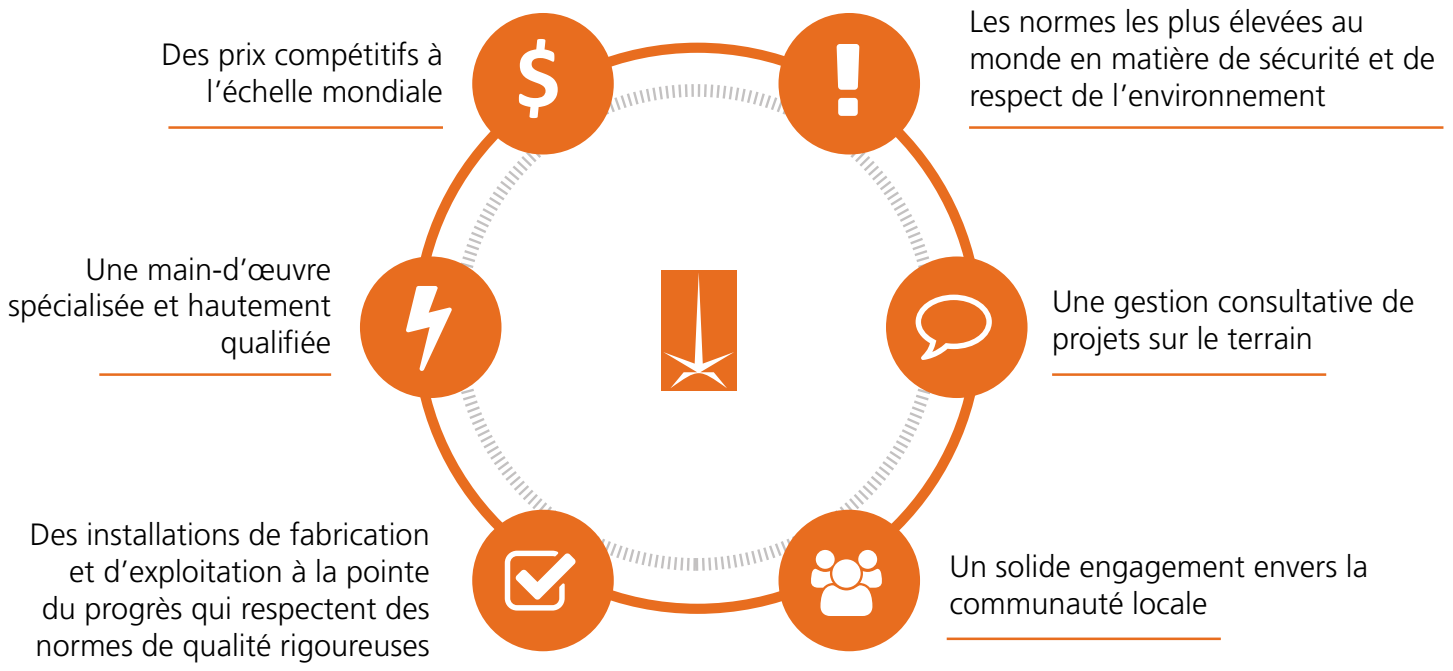 Des prix compétitifs à
l’échelle mondiale
$
!
Les normes les plus élevées au
monde en matière de sécurité et de
respect de l’environnement
Une main-d’œuvre
spécialisée et hautement
qualifiée
Une gestion consultative de
projets sur le terrain
Des installations de fabrication
et d’exploitation à la pointe
du progrès qui respectent des
normes de qualité rigoureuses
Un solide engagement envers la
communauté locale